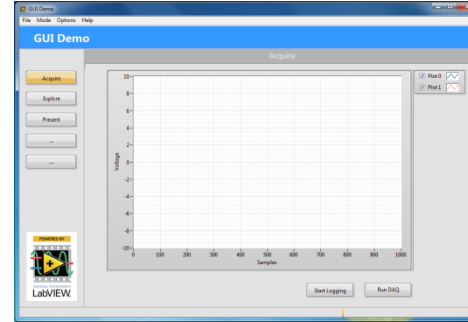 GUI Demo
File Mode Options Help
GUI Demo
Acquire
Acquire
Explore
Present
...
...
Voltage
10
8
6
4
2
0
-2
-4
-6
-8
-10
0 100 200 300 400 500 600 700 800 900 1000
Samples
Plot 0
Plot 1
Start Logging
Run DAQ
POWERED BY
NATIONAL INSTRUMENTS
LabVIEW